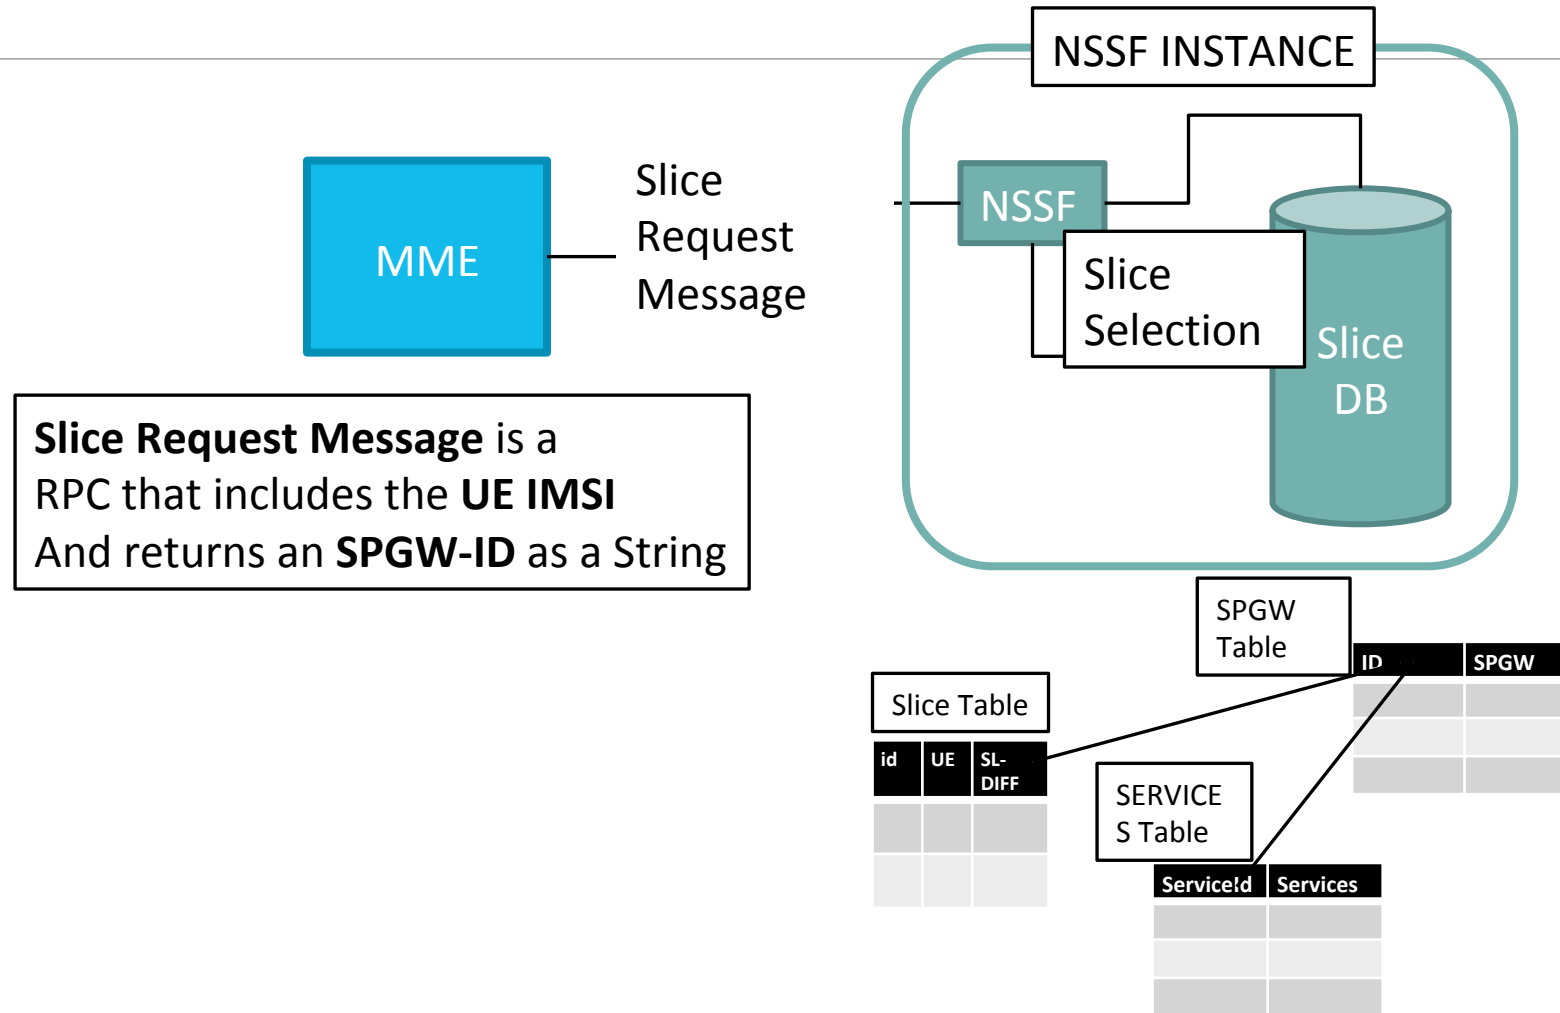 NSSF INSTANCE
MME
Slice
Request
Message
NSSF
Slice
Selection
Slice
DB
Slice Request Message is a
RPC that includes the UE IMSI
And returns an SPGW-ID as a String
SPGW
Table
ID SPGW
Slice Table
id UE SL-
DIFF
SERVICE
S Table
ServiceId Services